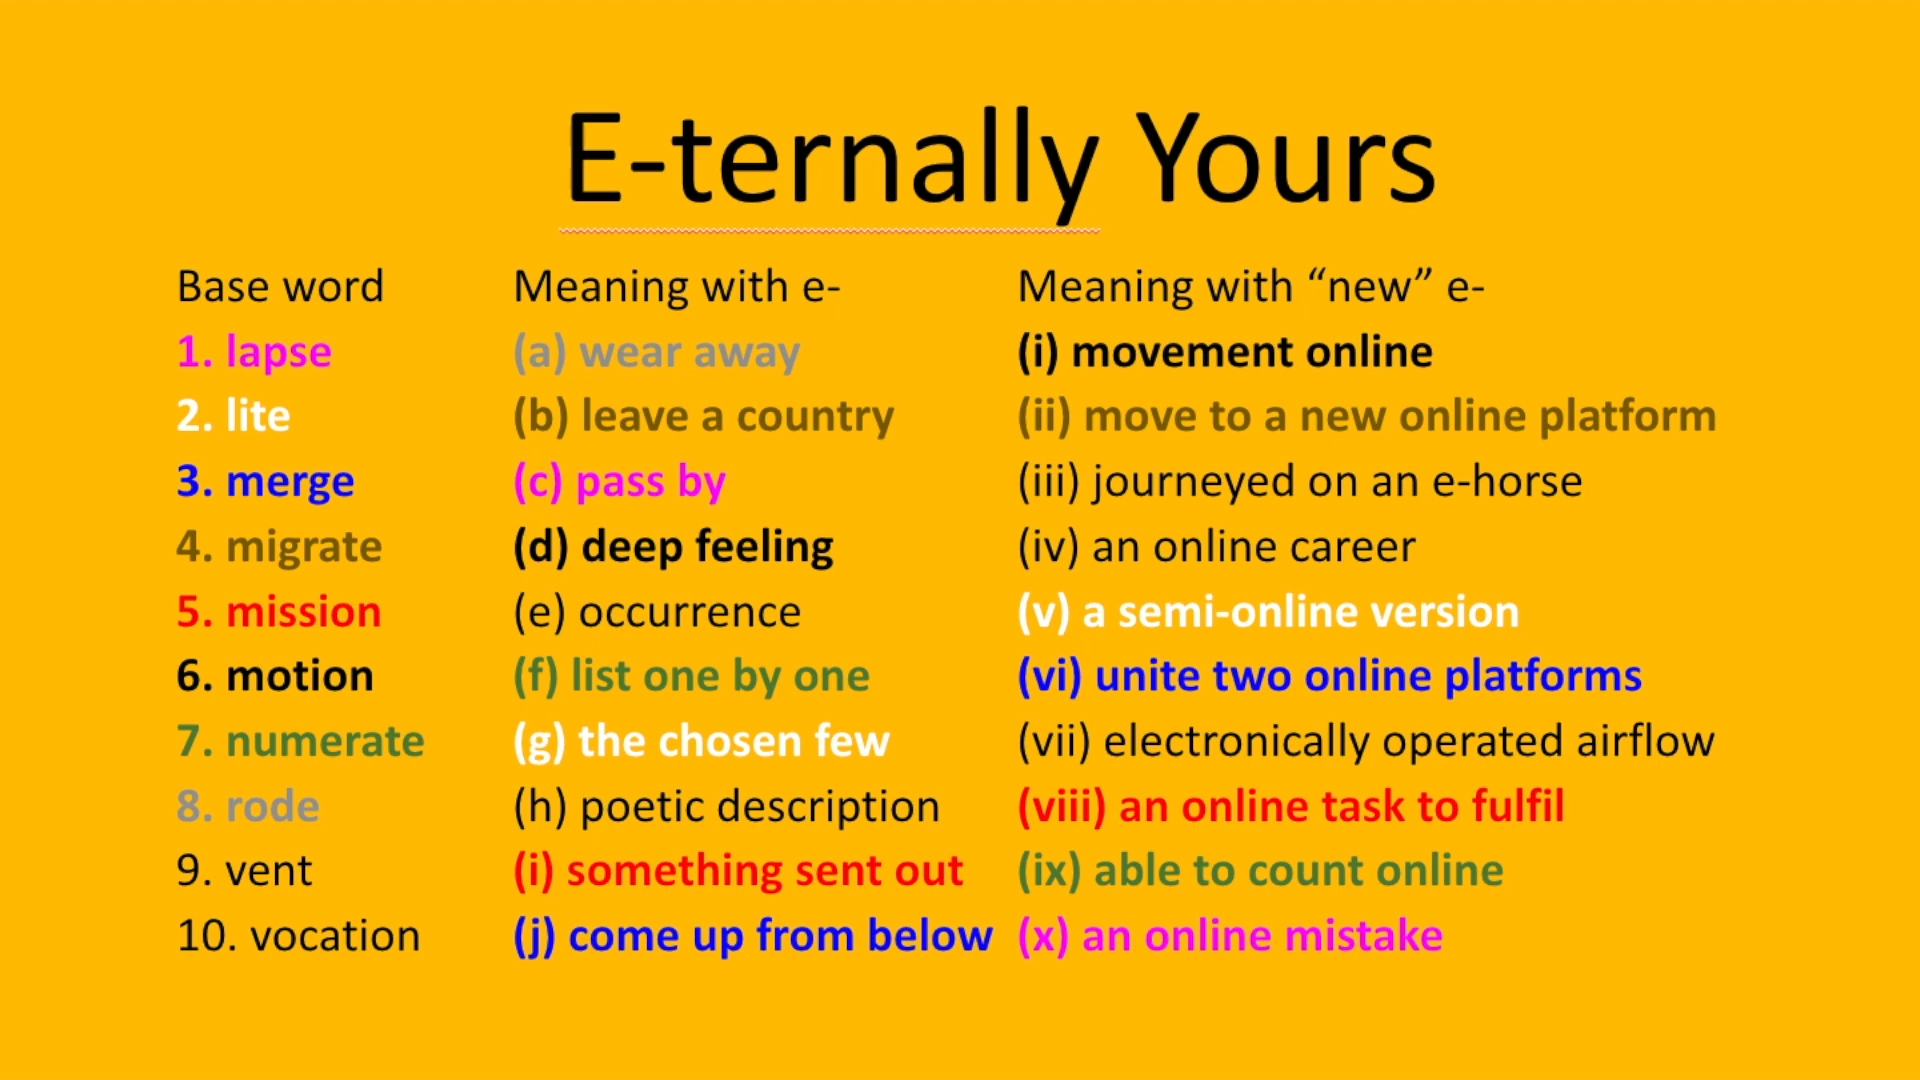 E-ternally Yours
Base word Meaning with e- Meaning with “new” e-
1. lapse (a) wear away (i) movement online
2. lite (b) leave a country (ii) move to a new online platform
3. merge (c) pass by (iii) journeyed on an e-horse
4. migrate (d) deep feeling (iv) an online career
5. mission (e) occurrence (v) a semi-online version
6. motion (f) list one by one (vi) unite two online platforms
7. numerate (g) the chosen few (vii) electronically operated airflow
8. rode (h) poetic description (viii) an online task to fulfil
9. vent (i) something sent out (ix) able to count online
10. vocation (j) come up from below (x) an online mistake